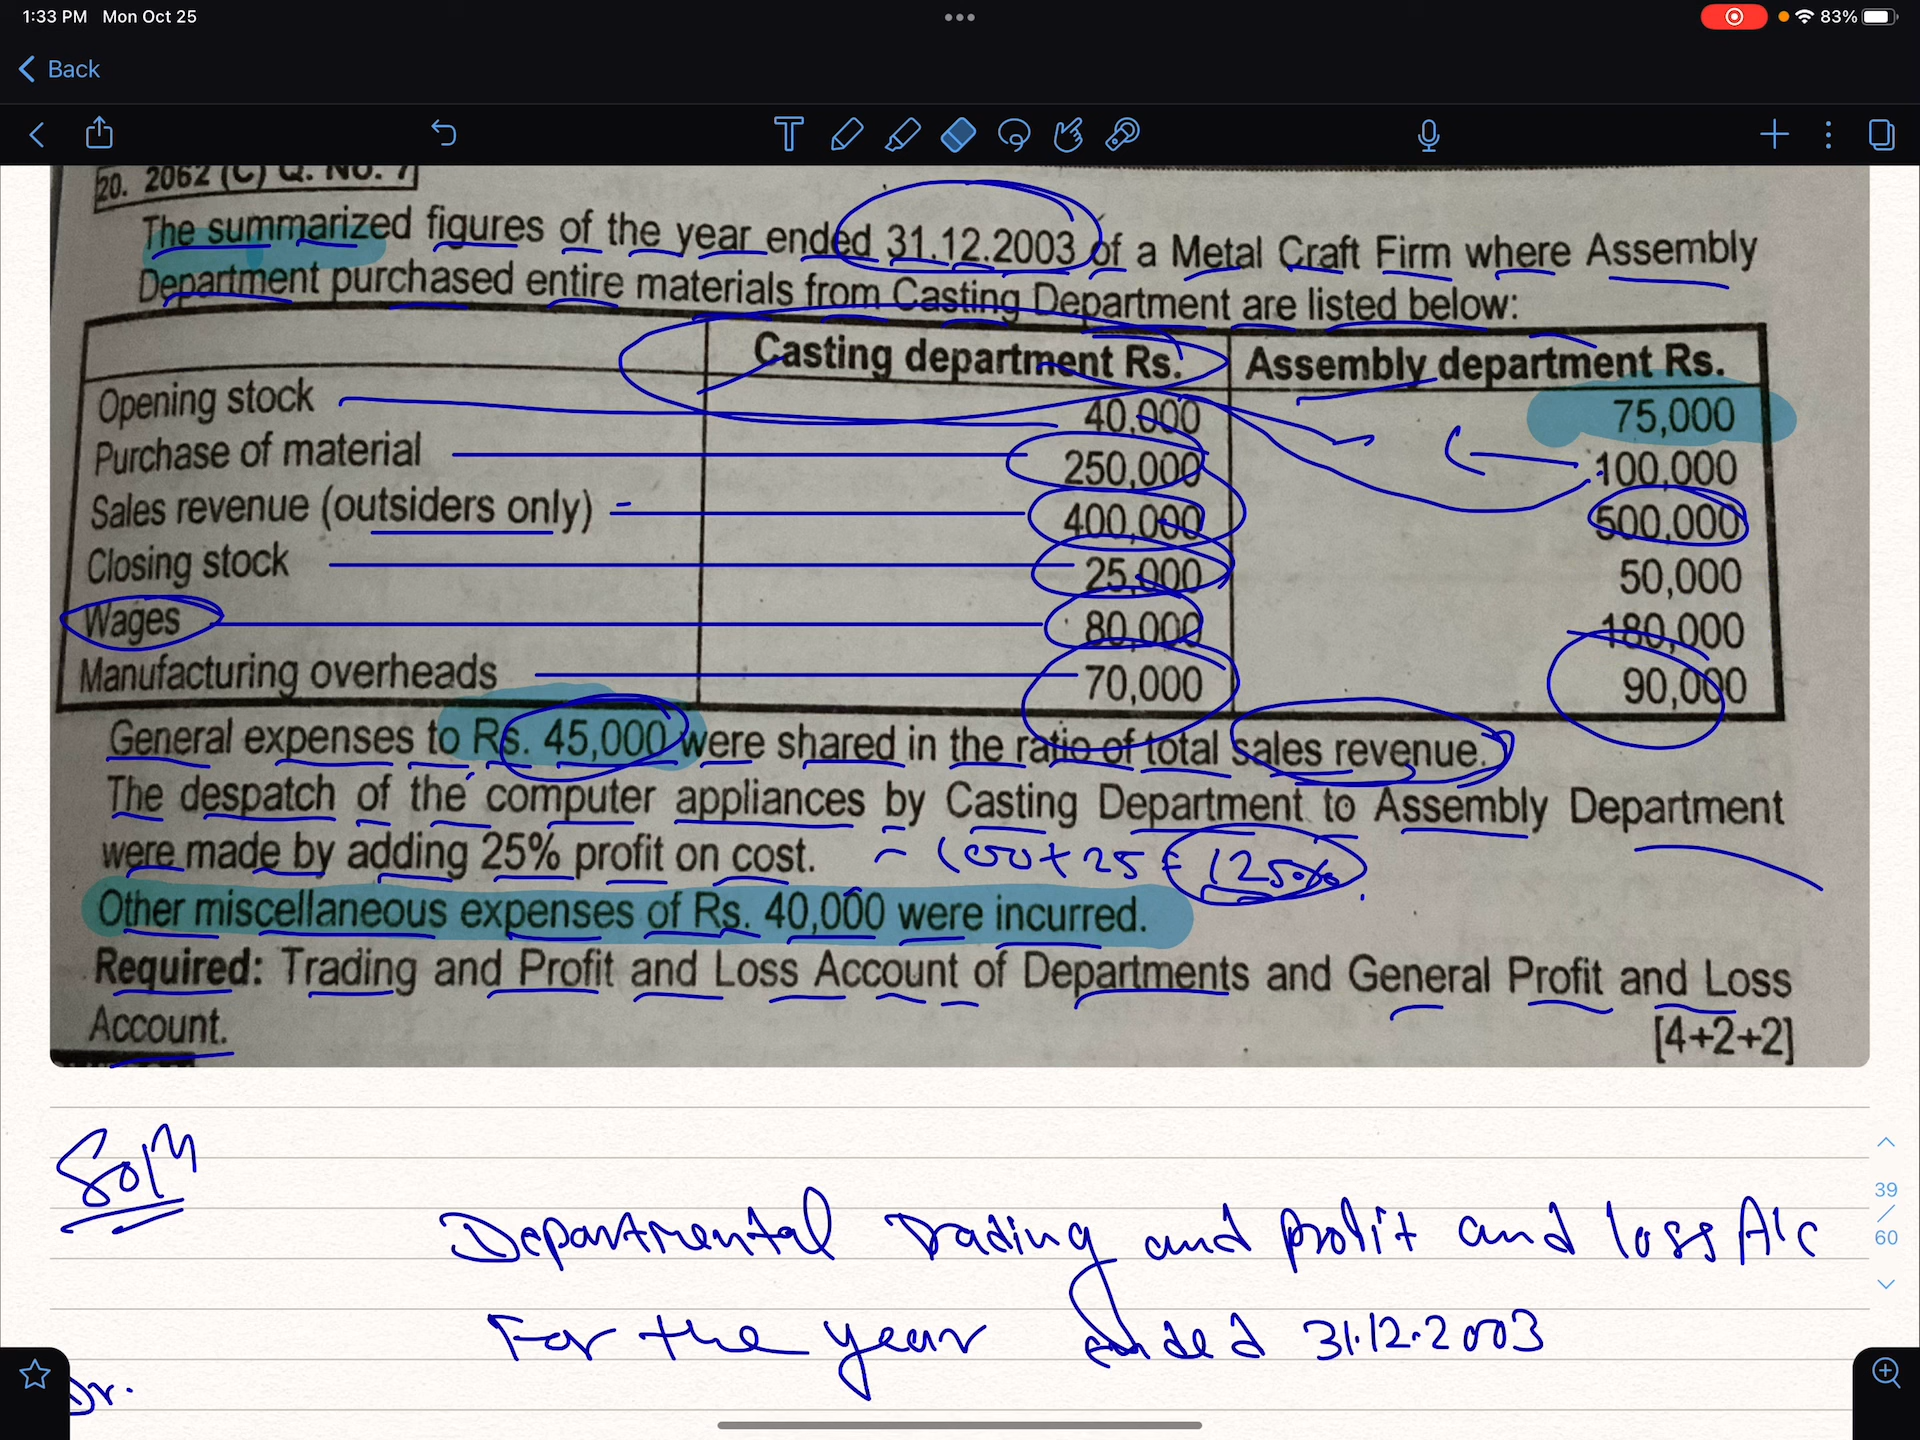 1:33 PM Mon Oct 25
83%
Back
20. 2062 (C) Q. No. 7
The summarized figures of the year ended 31.12.2003 of a Metal Craft Firm where Assembly
Department purchased entire materials from Casting Department are listed below:
Casting department Rs. Assembly department Rs.
Opening stock 40,000 75,000
Purchase of material 250,000 100,000
Sales revenue (outsiders only) 400,000 500,000
Closing stock 25,000 50,000
Wages 80,000 180,000
Manufacturing overheads 70,000 90,000
General expenses to Rs. 45,000 were shared in the ratio of total sales revenue.
The despatch of the computer appliances by Casting Department to Assembly Department
were made by adding 25% profit on cost. - 100+25 = 125%.
Other miscellaneous expenses of Rs. 40,000 were incurred.
Required: Trading and Profit and Loss Account of Departments and General Profit and Loss
Account. [4+2+2]
Soln
39
60
Departmental Trading and profit and loss A/c
For the year ended 31.12.2003
Dr.